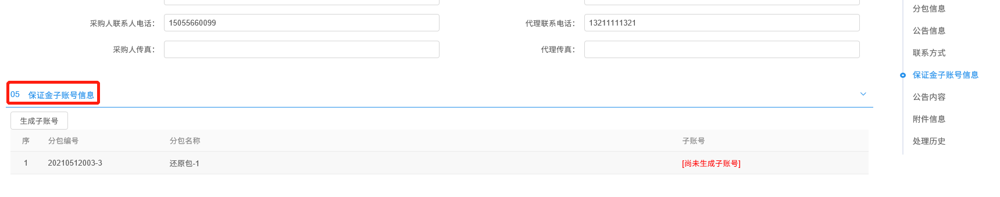 采购人联系人电话： 15055660099 代理联系电话： 13211111321
采购人传真： 代理传真：
05 保证金子账号信息
生成子账号
序 分包编号 分包名称 子账号
1 20210512003-3 还原包-1 [尚未生成子账号]
分包信息
公告信息
联系方式
保证金子账号信息
公告内容
附件信息
处理历史